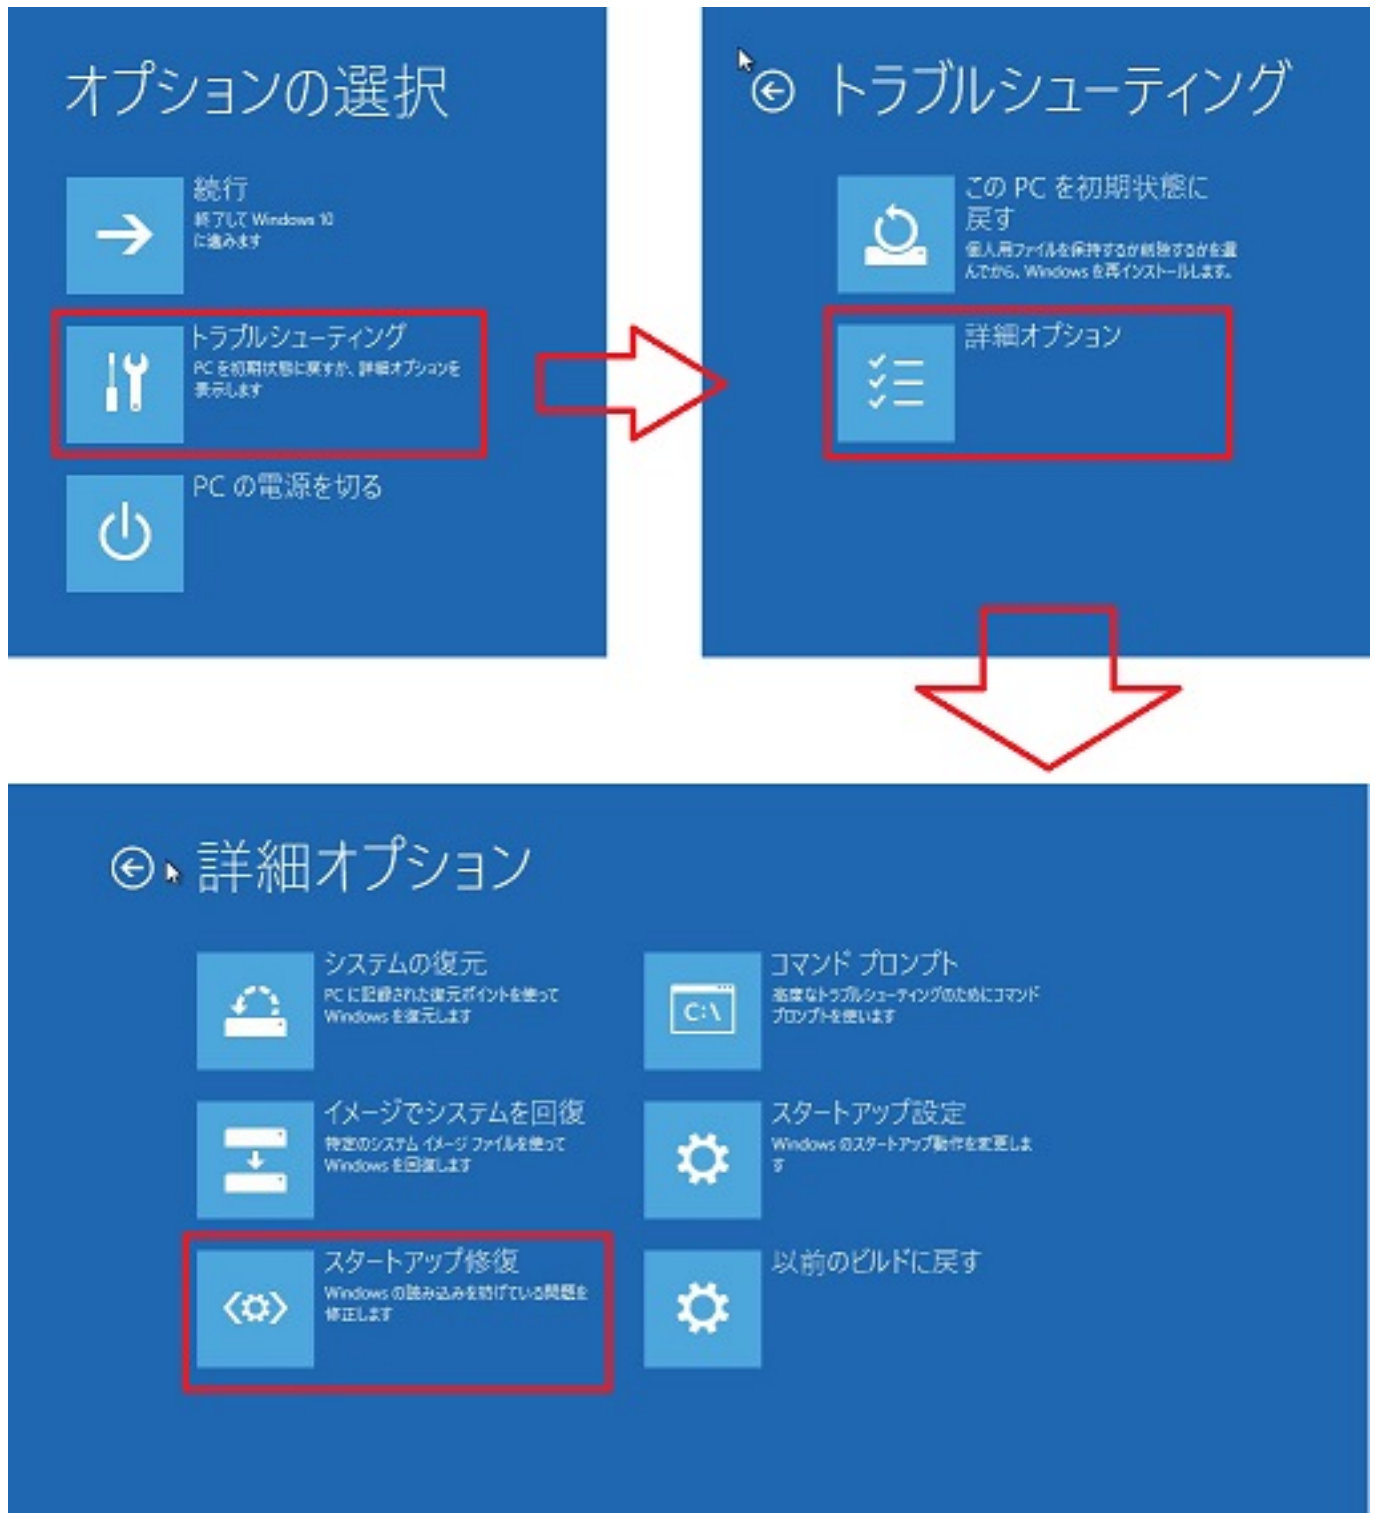 オプションの選択
続行
終了して Windows 10
に進みます
トラブルシューティング
PC を初期状態に戻すか、詳細オプションを
表示します
PC の電源を切る
トラブルシューティング
この PC を初期状態に
戻す
個人用ファイルを保持するか削除するかを選
んでから、Windows を再インストールします。
詳細オプション
詳細オプション
システムの復元
PC に記録された復元ポイントを使って
Windows を復元します
イメージでシステムを回復
特定のシステム イメージ ファイルを使って
Windows を回復します
スタートアップ修復
Windows の読み込みを妨げている問題を
修正します
コマンド プロンプト
高度なトラブルシューティングのためにコマンド
プロンプトを使います
C:\
スタートアップ設定
Windows のスタートアップ動作を変更しま
す
以前のビルドに戻す